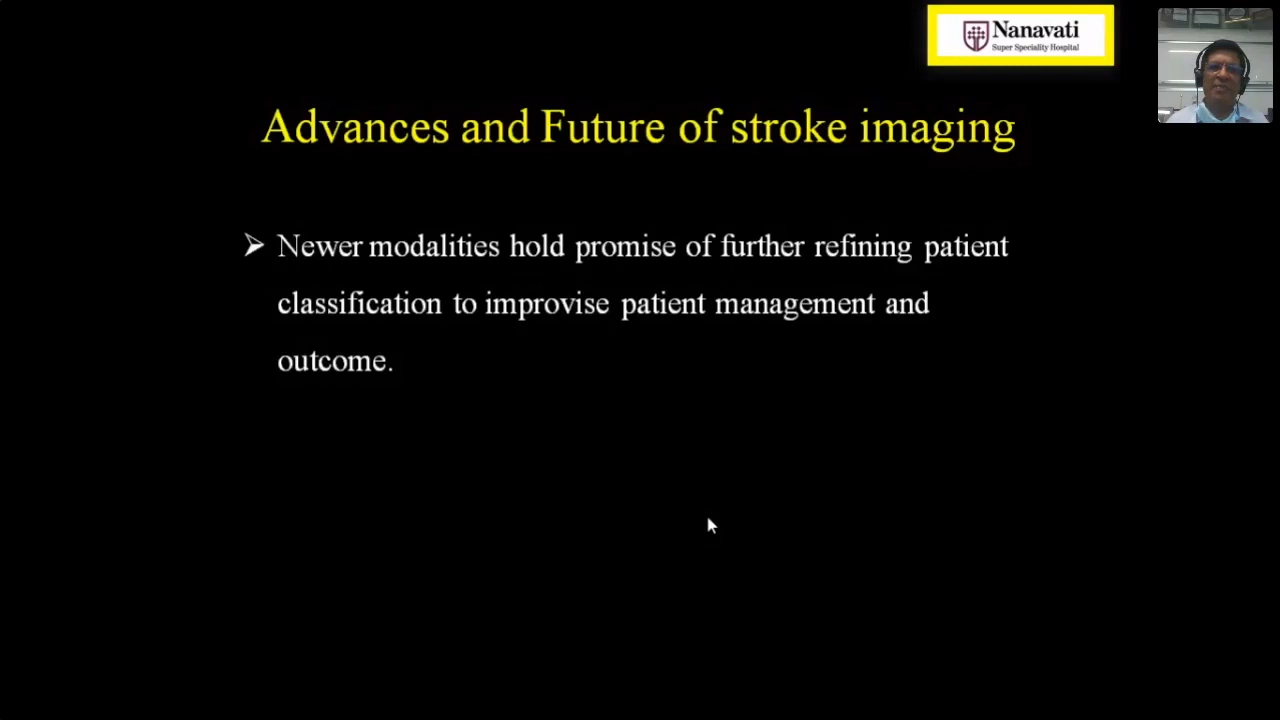 Nanavati
Super Speciality Hospital
Advances and Future of stroke imaging
Newer modalities hold promise of further refining patient
classification to improvise patient management and
outcome.